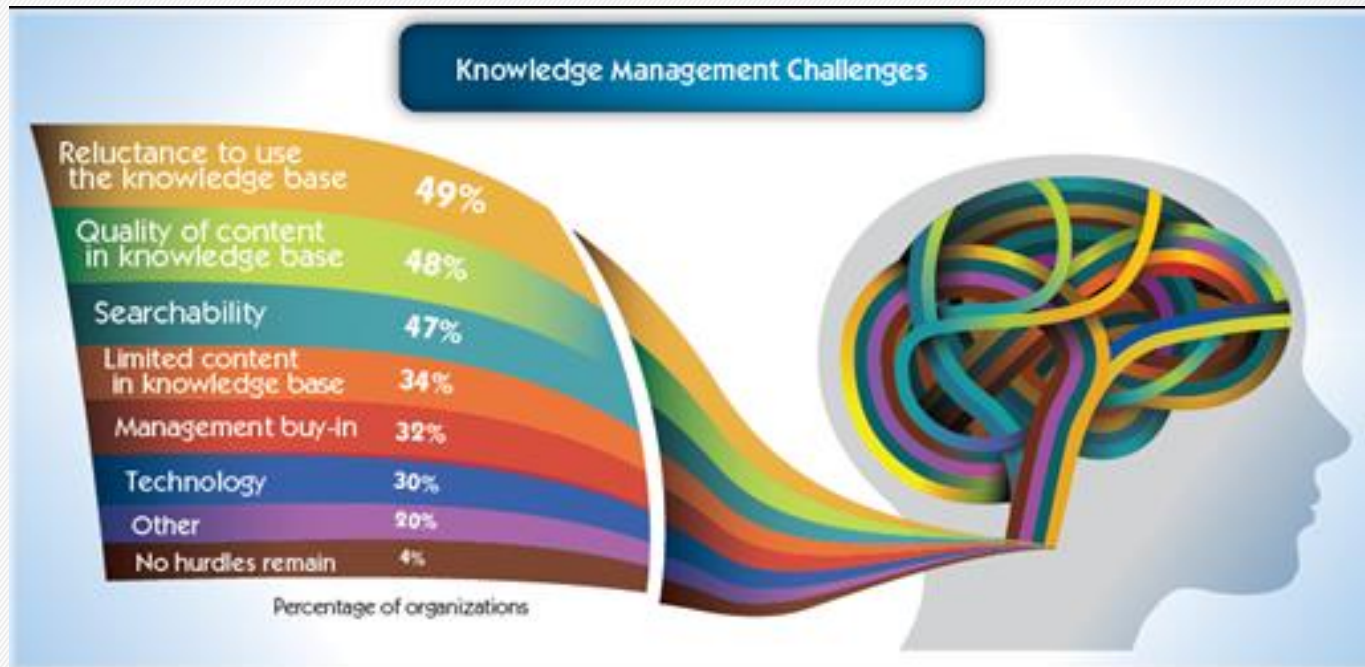 Knowledge Management Challenges
Reluctance to use
the knowledge base
49%
Quality of content
in knowledge base
48%
Searchability
47%
Limited content
in knowledge base
34%
Management buy-in
32%
Technology
30%
Other
20%
No hurdles remain
4%
Percentage of organizations